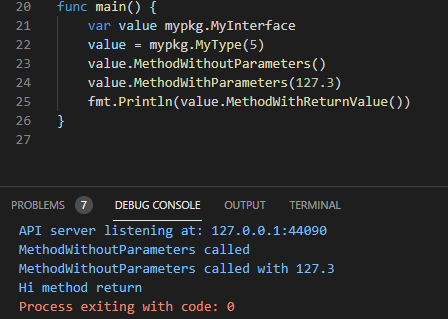 20 func main() {
21 var value mypkg.MyInterface
22 value = mypkg.MyType(5)
23 value.MethodWithoutParameters()
24 value.MethodWithParameters(127.3)
25 fmt.Println(value.MethodWithReturnValue())
26 }
27
PROBLEMS 7 DEBUG CONSOLE OUTPUT TERMINAL
API server listening at: 127.0.0.1:44090
MethodWithoutParameters called
MethodWithoutParameters called with 127.3
Hi method return
Process exiting with code: 0